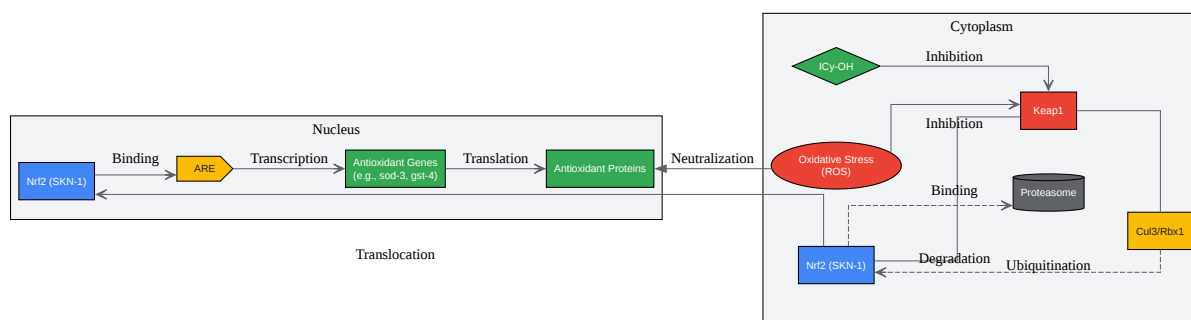 Cytoplasm
ICy-OH
Inhibition
Keap1
Inhibition
Nucleus
Nrf2 (SKN-1)
Binding
ARE
Transcription
Antioxidant Genes
(e.g., sod-3, gst-4)
Translation
Antioxidant Proteins
Neutralization
Oxidative Stress
(ROS)
Binding
Proteasome
Cul3/Rbx1
Translocation
Nrf2 (SKN-1)
Degradation
Ubiquitination